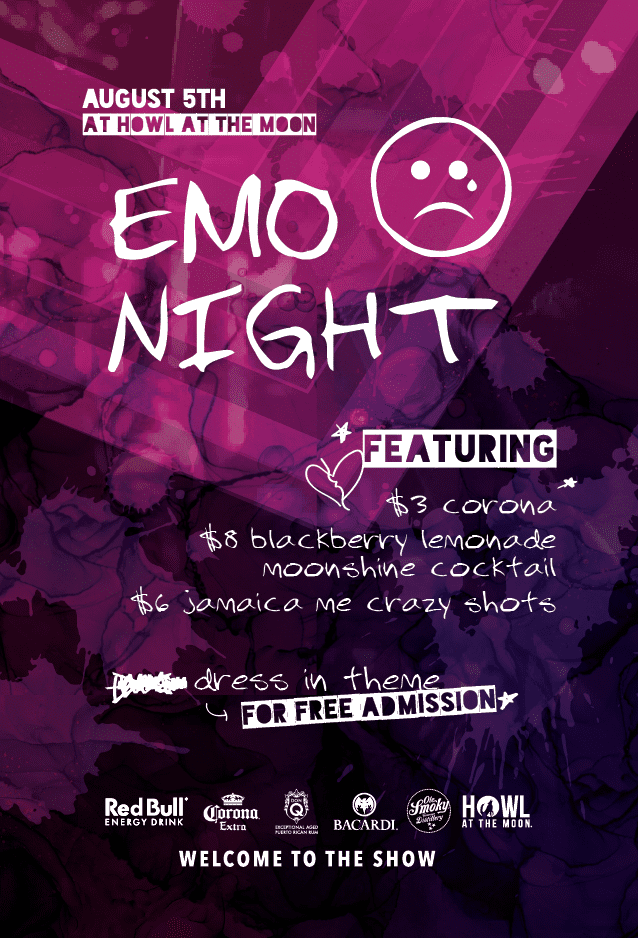 AUGUST 5TH
AT HOWL AT THE MOON
EMO
NIGHT
FEATURING
$3 corona
$8 blackberry lemonade
moonshine cocktail
$6 jamaica me crazy shots
dress in theme
FOR FREE ADMISSION
Red Bull
ENERGY DRINK
Corona
Extra
DON Q
EXCEPTIONAL AGED
PUERTO RICAN RUM
BACARDI
Ole Smoky
Distillery
HOWL
AT THE MOON
WELCOME TO THE SHOW